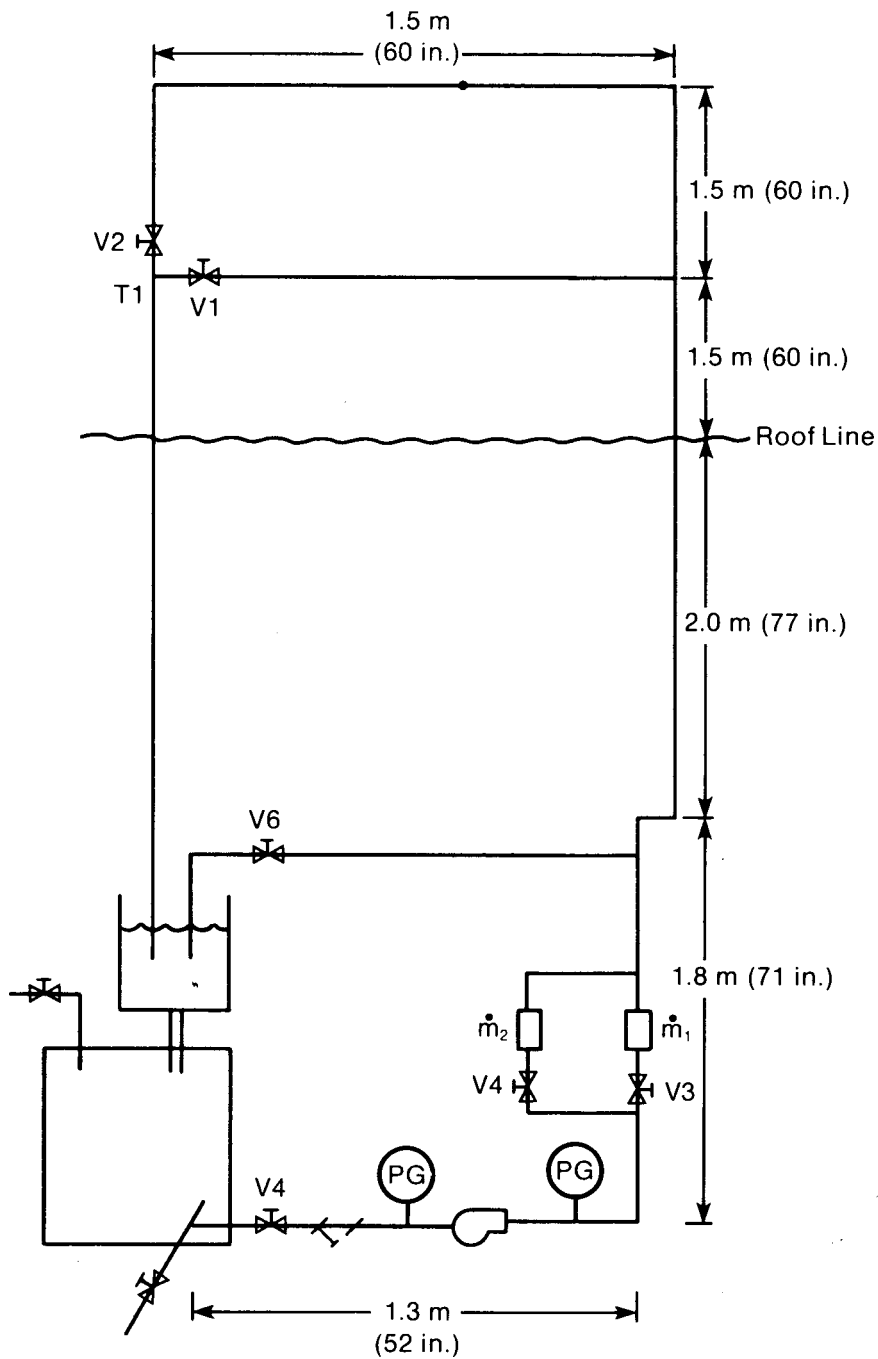 1.5 m
(60 in.)
1.5 m (60 in.)
V2
T1
V1
1.5 m (60 in.)
Roof Line
2.0 m (77 in.)
V6
1.8 m (71 in.)
ṁ₂
ṁ₁
V4
V3
PG
PG
V4
1.3 m
(52 in.)